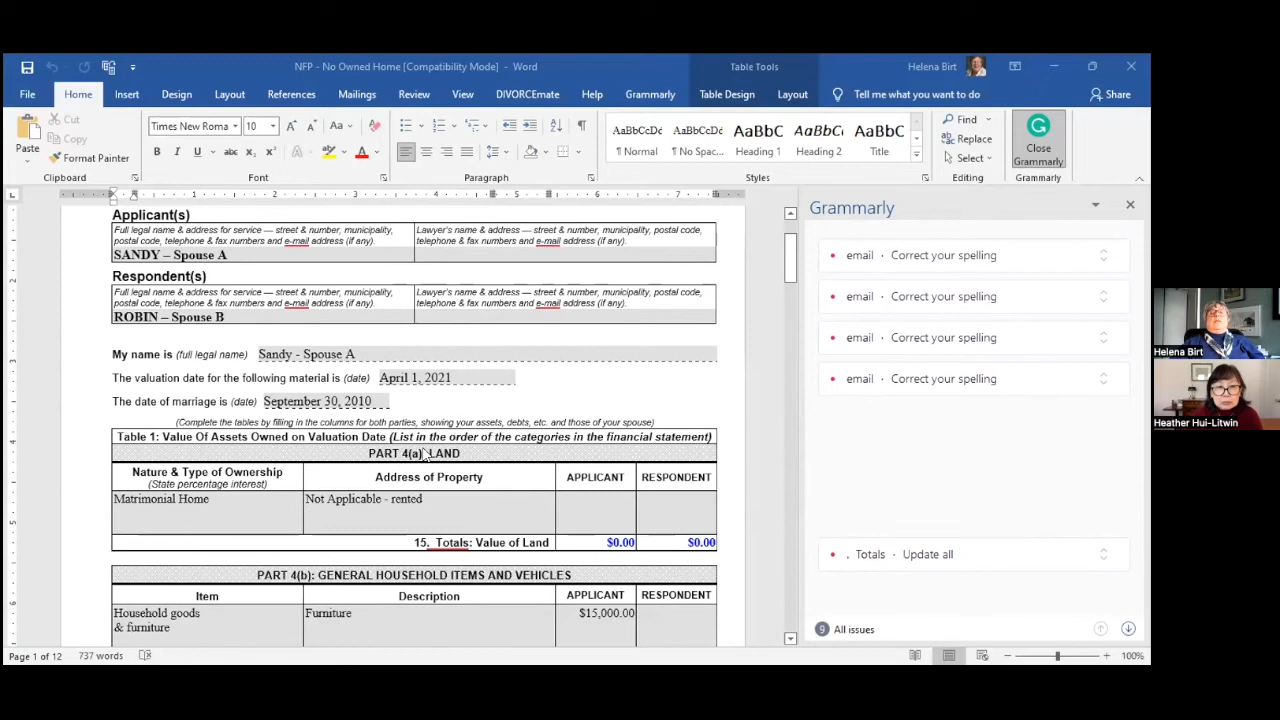 NFP - No Owned Home [Compatibility Mode] - Word
Table Tools
Helena Birt
File Home Insert Design Layout References Mailings Review View DIVORCEmate Help Grammarly Table Design Layout Tell me what you want to do Share
Paste
Cut
Copy
Format Painter
Clipboard
Times New Roma 10
Font
Paragraph
AaBbCcDd AaBbCcDd AaBbC AaBbC AaBbC
¶ Normal ¶ No Spac... Heading 1 Heading 2 Title
Styles
Find
Replace
Select
Editing
Close
Grammarly
Grammarly
Applicant(s)
Full legal name & address for service — street & number, municipality,
postal code, telephone & fax numbers and e-mail address (if any).
Lawyer's name & address — street & number, municipality, postal code,
telephone & fax numbers and e-mail address (if any).
SANDY – Spouse A
Respondent(s)
Full legal name & address for service — street & number, municipality,
postal code, telephone & fax numbers and e-mail address (if any).
Lawyer's name & address — street & number, municipality, postal code,
telephone & fax numbers and e-mail address (if any).
ROBIN – Spouse B
My name is (full legal name) Sandy - Spouse A
The valuation date for the following material is (date) April 1, 2021
The date of marriage is (date) September 30, 2010
(Complete the tables by filling in the columns for both parties, showing your assets, debts, etc. and those of your spouse)
Table 1: Value Of Assets Owned on Valuation Date (List in the order of the categories in the financial statement)
PART 4(a): LAND
Nature & Type of Ownership
(State percentage interest)
Address of Property
APPLICANT
RESPONDENT
Matrimonial Home
Not Applicable - rented
15. Totals: Value of Land $0.00 $0.00
PART 4(b): GENERAL HOUSEHOLD ITEMS AND VEHICLES
Item Description APPLICANT RESPONDENT
Household goods
& furniture
Furniture
$15,000.00
Grammarly
email · Correct your spelling
email · Correct your spelling
email · Correct your spelling
email · Correct your spelling
. Totals · Update all
9 All issues
Page 1 of 12 737 words
100%
Helena Birt
Heather Hui-Litwin